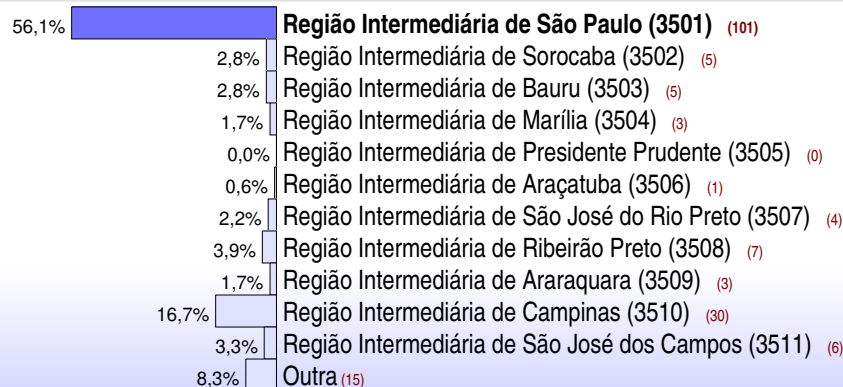 56,1% Região Intermediária de São Paulo (3501) (101)
2,8% Região Intermediária de Sorocaba (3502) (5)
2,8% Região Intermediária de Bauru (3503) (5)
1,7% Região Intermediária de Marília (3504) (3)
0,0% Região Intermediária de Presidente Prudente (3505) (0)
0,6% Região Intermediária de Araçatuba (3506) (1)
2,2% Região Intermediária de São José do Rio Preto (3507) (4)
3,9% Região Intermediária de Ribeirão Preto (3508) (7)
1,7% Região Intermediária de Araraquara (3509) (3)
16,7% Região Intermediária de Campinas (3510) (30)
3,3% Região Intermediária de São José dos Campos (3511) (6)
8,3% Outra (15)